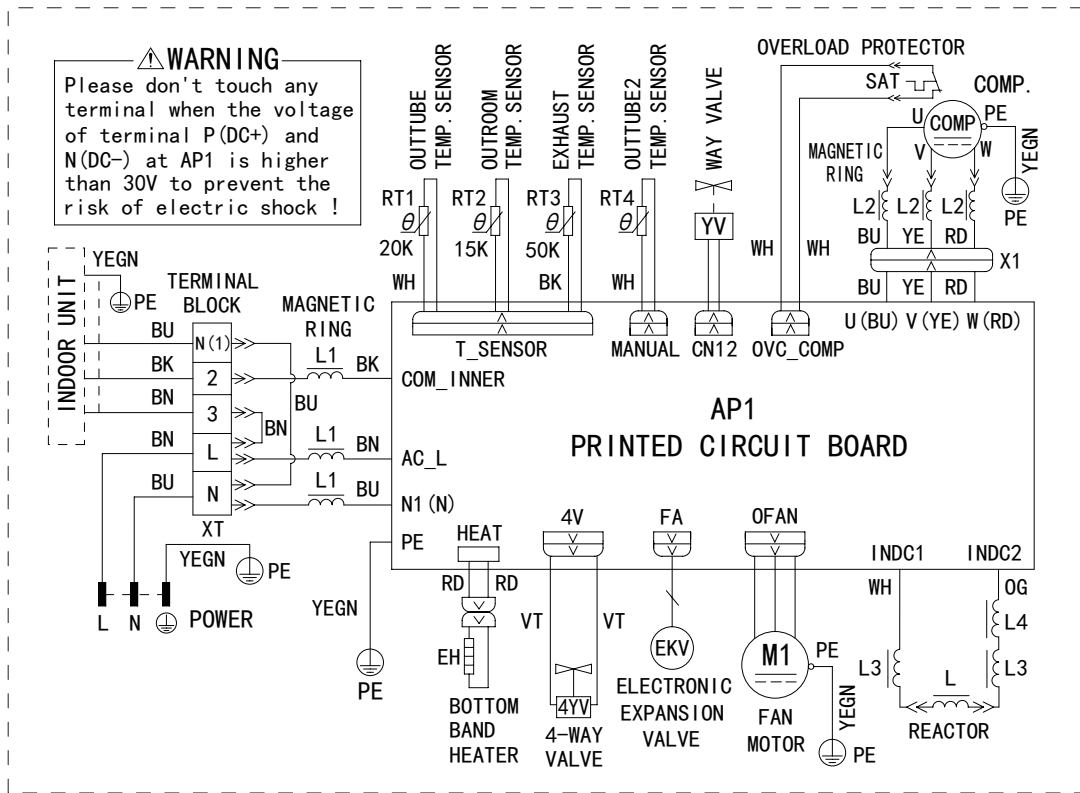 WARNING
Please don't touch any
terminal when the voltage
of terminal P(DC+) and
N(DC-) at AP1 is higher
than 30V to prevent the
risk of electric shock !
OUTTUBE
TEMP.SENSOR
OUTROOM
TEMP.SENSOR
EXHAUST
TEMP.SENSOR
OUTTUBE2
TEMP.SENSOR
WAY VALVE
OVERLOAD PROTECTOR
SAT
COMP.
U
COMP
PE
V
W
YEGN
PE
MAGNETIC
RING
L2
L2
L2
BU
YE
RD
X1
BU
YE
RD
RT1
θ
20K
RT2
θ
15K
RT3
θ
50K
RT4
θ
YV
WH
BK
WH
WH
WH
U(BU) V(YE) W(RD)
T_SENSOR
MANUAL
CN12
OVC_COMP
INDOOR UNIT
YEGN
PE
TERMINAL
BLOCK
MAGNETIC
RING
BU
N(1)
BK
2
L1
BK
COM_INNER
BU
BN
3
BN
BN
L
L1
BN
AC_L
BU
N
L1
BU
N1(N)
XT
YEGN
PE
L
N
POWER
AP1
PRINTED CIRCUIT BOARD
PE
YEGN
PE
HEAT
RD
RD
EH
BOTTOM
BAND
HEATER
4V
VT
VT
4YV
4-WAY
VALVE
FA
EKV
ELECTRONIC
EXPANSION
VALVE
OFAN
M1
PE
YEGN
PE
FAN
MOTOR
INDC1
INDC2
WH
OG
L4
L3
L3
L
REACTOR